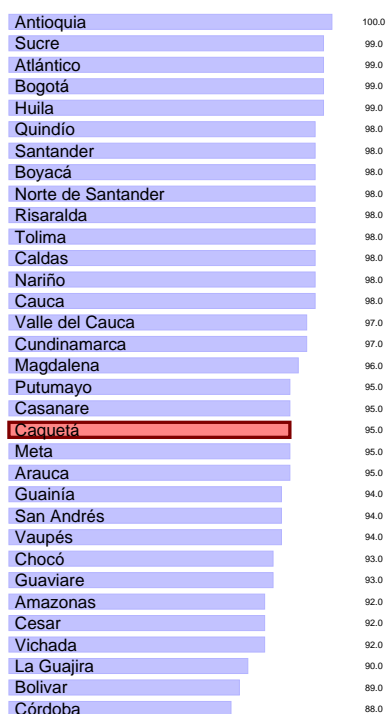 Antioquia 100.0
Sucre 99.0
Atlántico 99.0
Bogotá 99.0
Huila 99.0
Quindío 98.0
Santander 98.0
Boyacá 98.0
Norte de Santander 98.0
Risaralda 98.0
Tolima 98.0
Caldas 98.0
Nariño 98.0
Cauca 98.0
Valle del Cauca 97.0
Cundinamarca 97.0
Magdalena 96.0
Putumayo 95.0
Casanare 95.0
Caquetá 95.0
Meta 95.0
Arauca 95.0
Guainía 94.0
San Andrés 94.0
Vaupés 94.0
Chocó 93.0
Guaviare 93.0
Amazonas 92.0
Cesar 92.0
Vichada 92.0
La Guajira 90.0
Bolivar 89.0
Córdoba 88.0